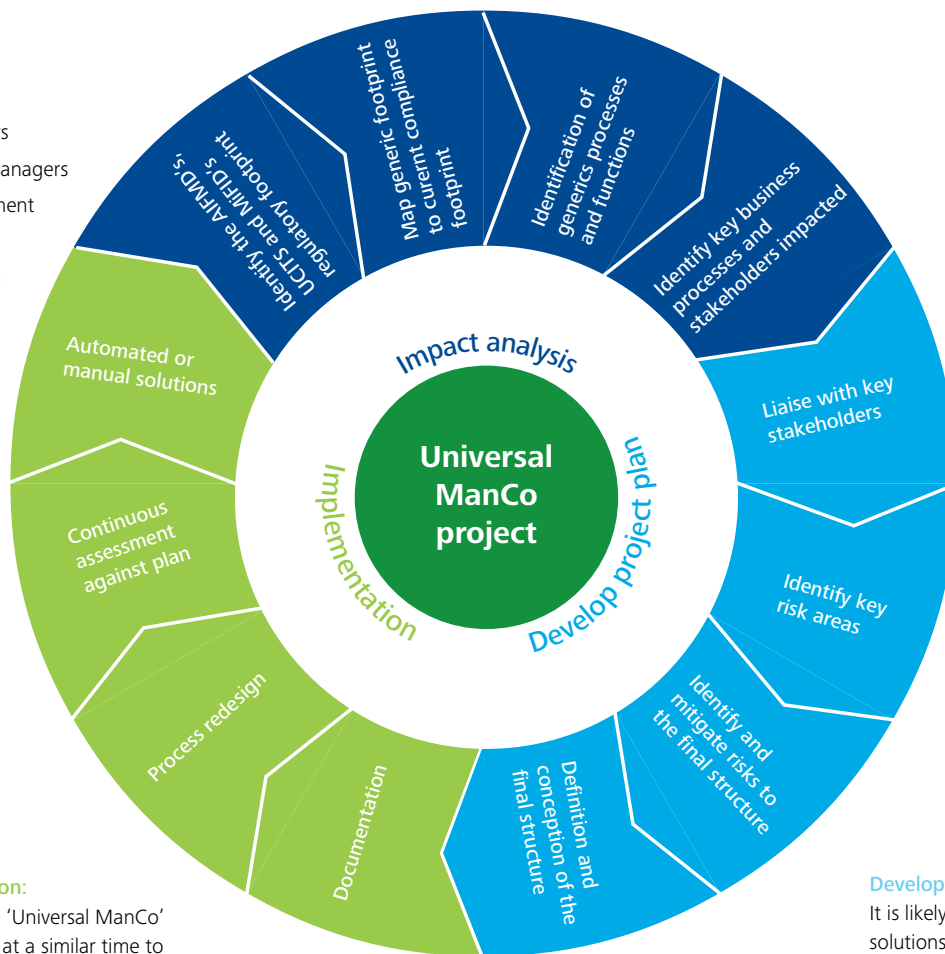 rs
anagers
ment
Identify the AIFMD's,
UCITS and MiFID's
regulatory footprint
Map generic footprint
to curernt compliance
footprint
Identification of
generics processes
and functions
Identify key business
processes and
stakeholders impacted
Liaise with key
stakeholders
Identify key
risk areas
Identify and
mitigate risks to
the final structure
Definition and
conception of the
final structure
Documentation
Process redesign
Continuous
assessment
against plan
Automated or
manual solutions
Impact analysis
Develop project plan
Implementation
Universal
ManCo
project
on:
‘Universal ManCo’
at a similar time to
Develop
It is likely
solutions